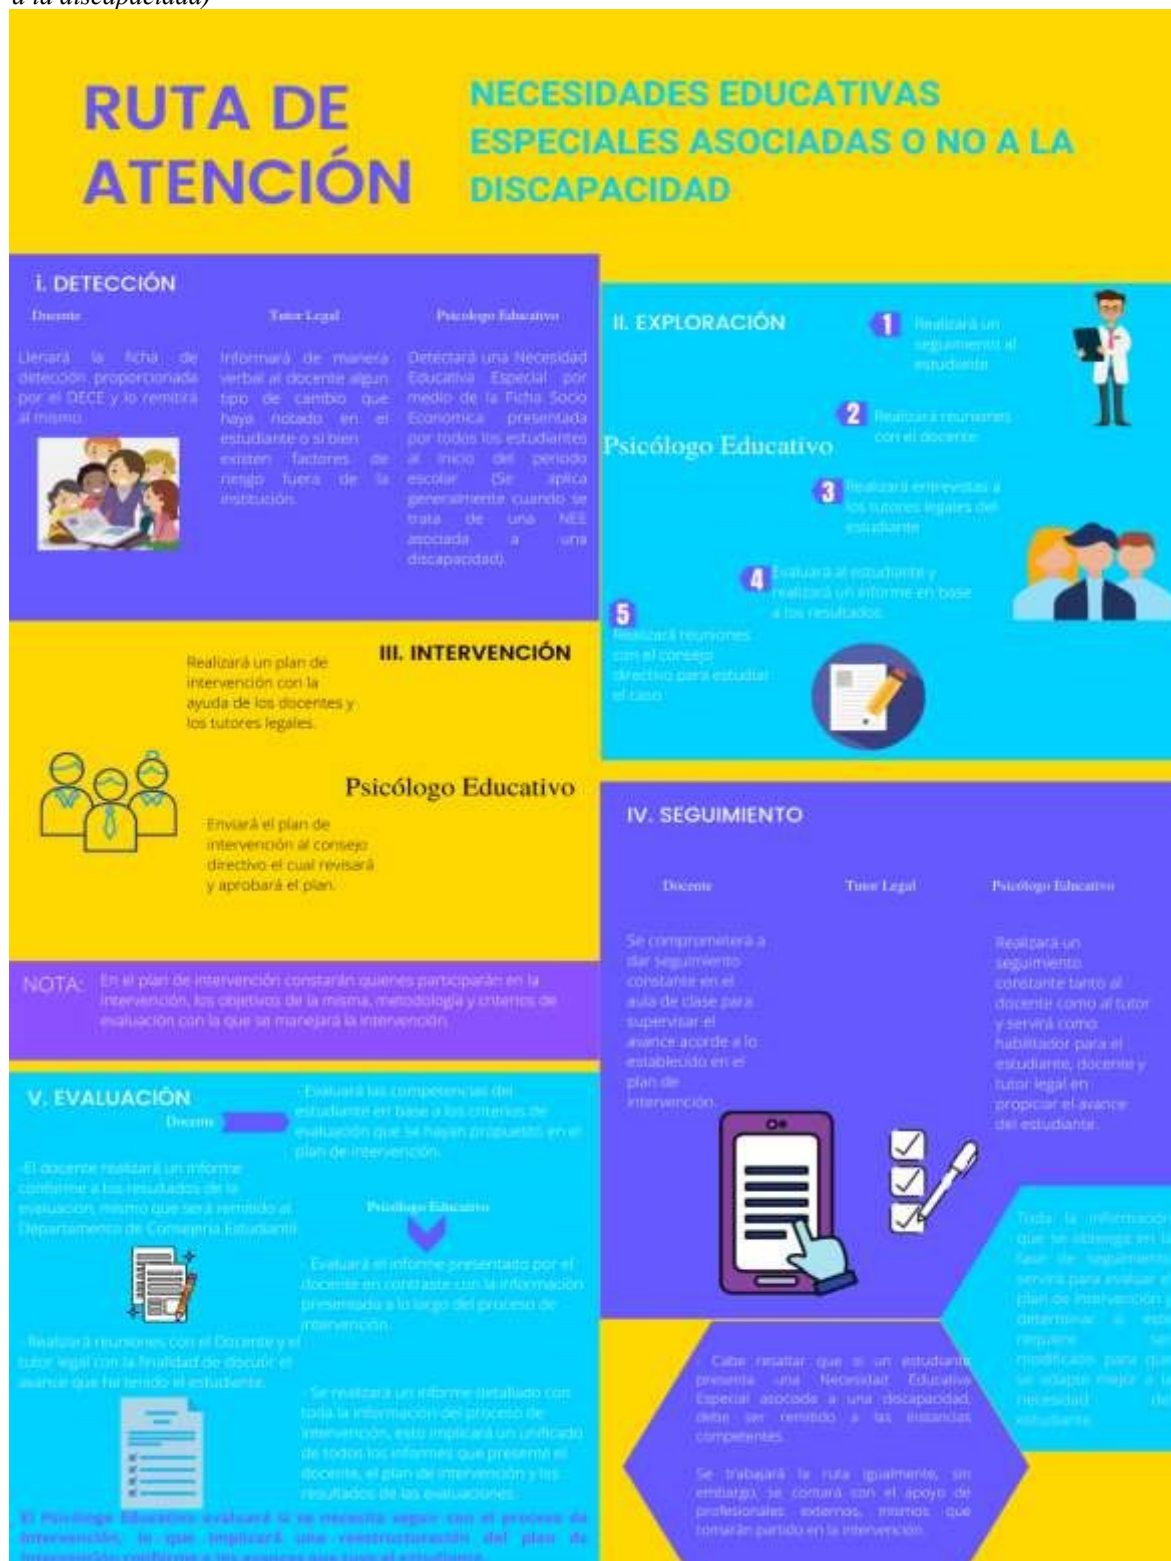 a la discapacidad)
RUTA DE
ATENCIÓN
NECESIDADES EDUCATIVAS
ESPECIALES ASOCIADAS O NO A LA
DISCAPACIDAD
i. DETECCIÓN
Docente
Llenará la ficha de
detección proporcionada
por el DECE y lo remitirá
al mismo.
Tutor Legal
Informará de manera
verbal al docente algun
tipo de cambio que
haya notado en el
estudiante o si bien
existen factores de
riesgo fuera de la
institución.
Psicologo Educativo
Detectará una Necesidad
Educativa Especial por
medio de la Ficha Socio
Economica presentada
por todos los estudiantes
al inicio del periodo
escolar (Se aplica
generalmente cuando se
trata de una NEE
asociada a una
discapacidad).
II. EXPLORACIÓN
Psicólogo Educativo
1 Realizará un
seguimiento al
estudiante
2 Realizará reuniones
con el docente
3 Realizará entrevistas a
los tutores legales del
estudiante
4 Evaluará al estudiante y
realizará un informe en base
a los resultados
5
Realizará reuniones
con el consejo
directivo para estudiar
el caso
III. INTERVENCIÓN
Realizará un plan de
intervención con la
ayuda de los docentes y
los tutores legales.
Psicólogo Educativo
Enviará el plan de
intervención al consejo
directivo el cual revisará
y aprobará el plan.
NOTA: En el plan de intervención constarán quienes participarán en la
intervención, los objetivos de la misma, metodología y criterios de
evaluación con la que se manejará la intervención.
IV. SEGUIMIENTO
Docente
Se comprometerá a
dar seguimiento
constante en el
aula de clase para
supervisar el
avance acorde a lo
establecido en el
plan de
intervención.
Tutor Legal
Psicólogo Educativo
Realizará un
seguimiento
constante tanto al
docente como al tutor
y servirá como
habilitador para el
estudiante, docente y
tutor legal en
propiciar el avance
del estudiante.
Toda la información
que se obtenga en la
fase de seguimiento
servirá para evaluar el
plan de intervención y
determinar si este
requiere ser
modificado para que
se adapte mejor a la
necesidad del
estudiante
- Cabe resaltar que si un estudiante
presenta una Necesidad Educativa
Especial asociada a una discapacidad,
debe ser remitido a las instancias
competentes.
Se trabajará la ruta igualmente, sin
embargo, se contará con el apoyo de
profesionales externos, mismos que
tomarán partido en la intervención.
V. EVALUACIÓN
Docente
- Evaluará las competencias del
estudiante en base a los criterios de
evaluación que se hayan propuesto en el
plan de intervención.
-El docente realizará un informe
conforme a los resultados de la
evaluación, mismo que será remitido al
Departamento de Consejería Estudiantil
Psicólogo Educativo
- Evaluará el informe presentado por el
docente en contraste con la información
presentada a lo largo del proceso de
intervención.
- Realizará reuniones con el Docente y el
tutor legal con la finalidad de discutir el
avance que ha tenido el estudiante.
- Se realizará un informe detallado con
toda la información del proceso de
intervención, esto implicará un unificado
de todos los informes que presente el
docente, el plan de intervención y los
resultados de las evaluaciones.
El Psicólogo Educativo evaluará si se necesita seguir con el proceso de
intervención, lo que implicará una reestructuración del plan de
intervención conforme a los avances que tuvo el estudiante